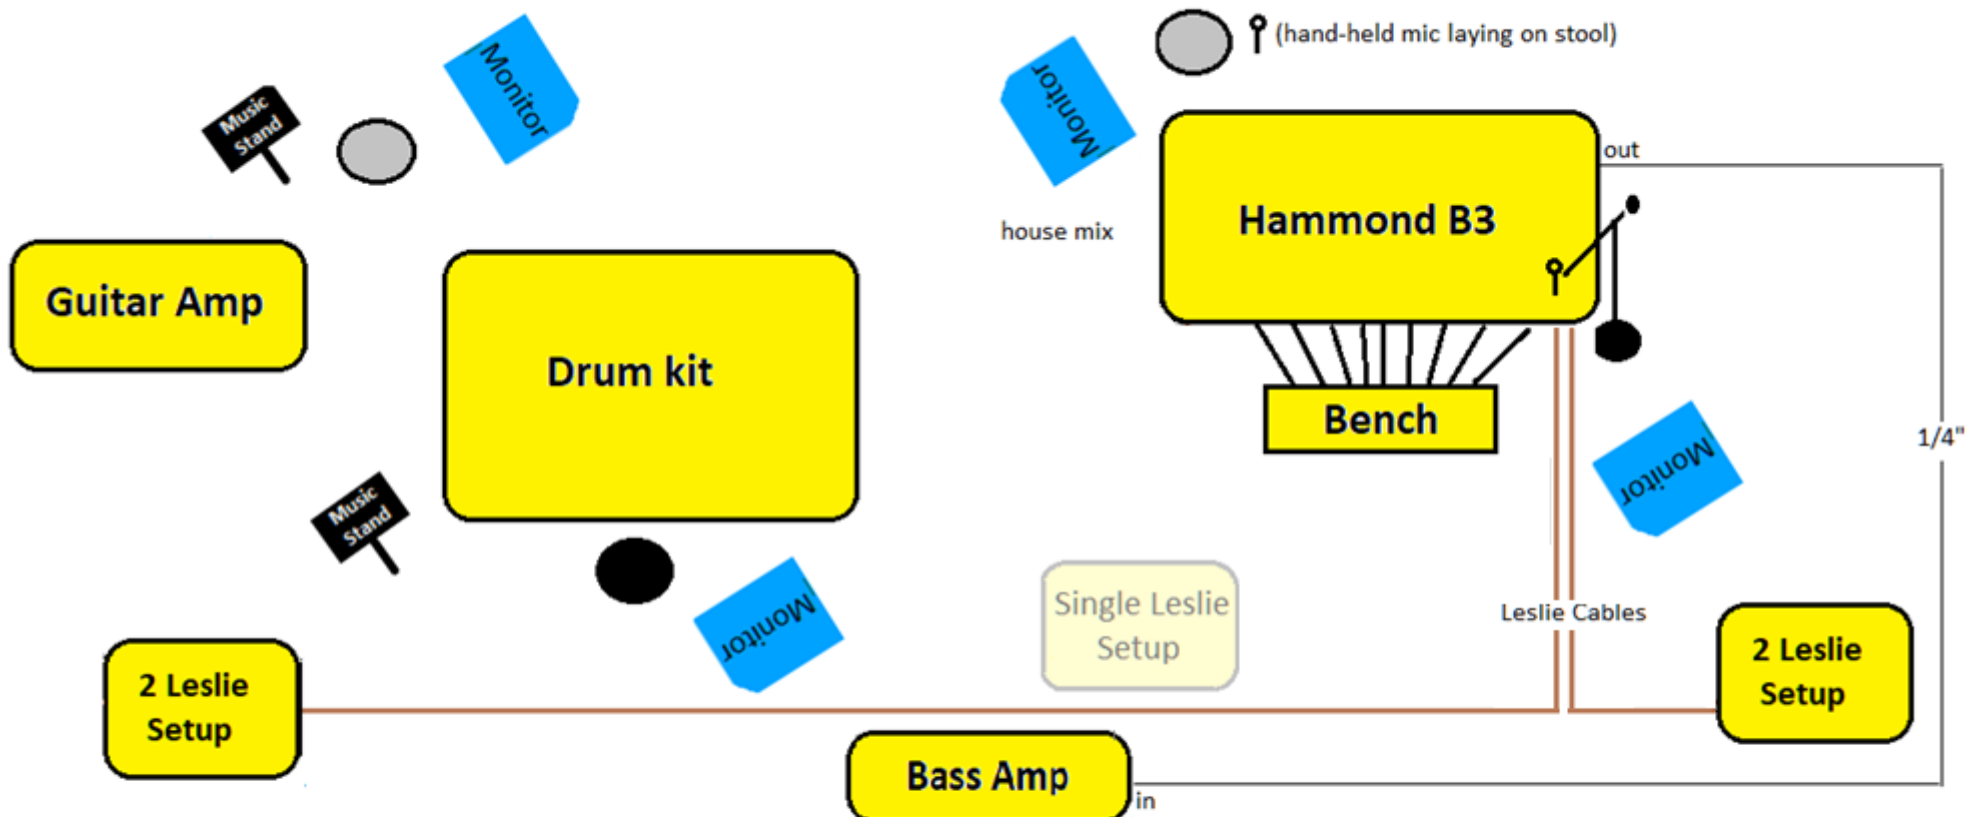 (hand-held mic laying on stool)
Monitor
Monitor
Music
Stand
out
Hammond B3
house mix
Guitar Amp
Drum kit
Bench
1/4"
Monitor
Music
Stand
Single Leslie
Setup
Leslie Cables
Monitor
2 Leslie
Setup
2 Leslie
Setup
Bass Amp
in